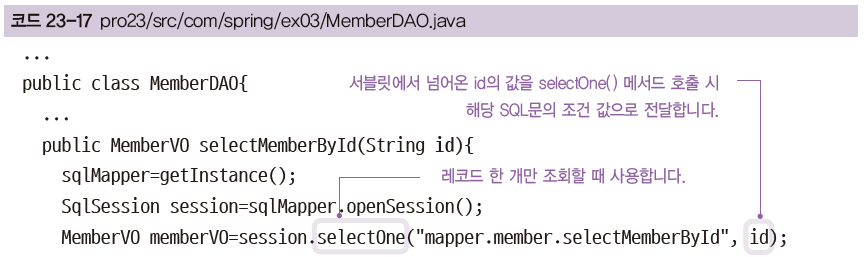 코드 23-17 pro23/src/com/spring/ex03/MemberDAO.java
...
public class MemberDAO{
서블릿에서 넘어온 id의 값을 selectOne() 메서드 호출 시
해당 SQL문의 조건 값으로 전달합니다.
...
public MemberVO selectMemberById(String id){
sqlMapper=getInstance();
레코드 한 개만 조회할 때 사용합니다.
SqlSession session=sqlMapper.openSession();
MemberVO memberVO=session.selectOne("mapper.member.selectMemberById", id);